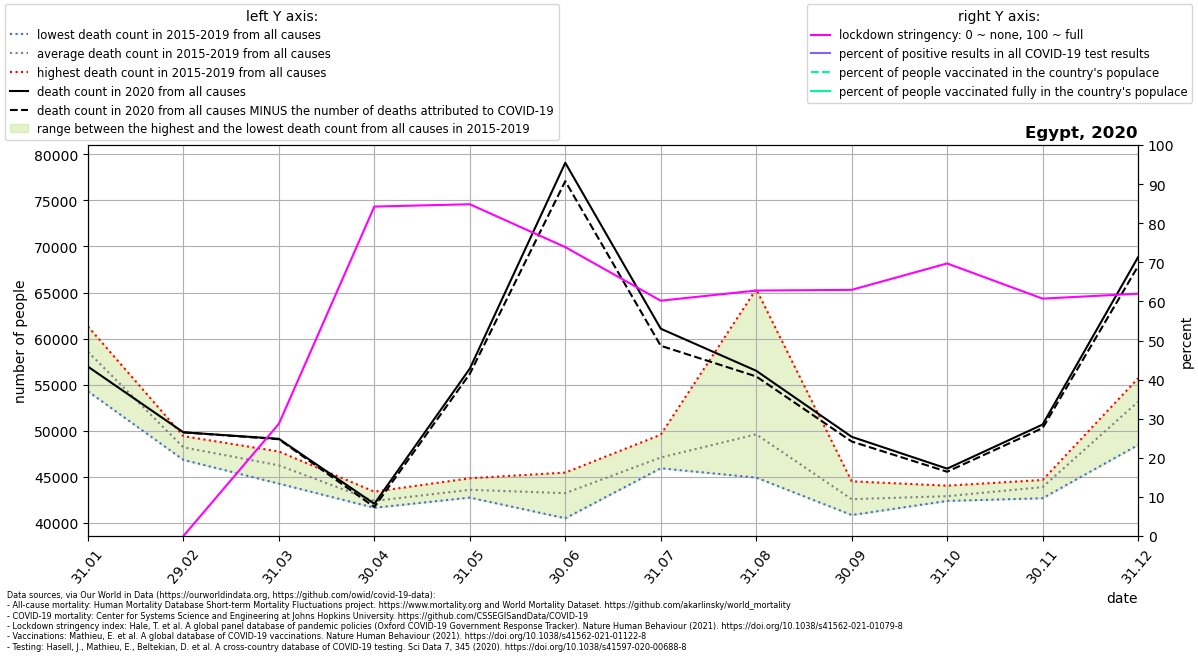 left Y axis:
lowest death count in 2015-2019 from all causes
average death count in 2015-2019 from all causes
highest death count in 2015-2019 from all causes
death count in 2020 from all causes
death count in 2020 from all causes MINUS the number of deaths attributed to COVID-19
range between the highest and the lowest death count from all causes in 2015-2019
right Y axis:
lockdown stringency: 0 ~ none, 100 ~ full
percent of positive results in all COVID-19 test results
percent of people vaccinated in the country's populace
percent of people vaccinated fully in the country's populace
Egypt, 2020
80000
75000
70000
65000
60000
55000
50000
45000
40000
number of people
100
90
80
70
60
50
40
30
20
10
0
percent
31.01
29.02
31.03
30.04
31.05
30.06
31.07
31.08
30.09
31.10
30.11
31.12
date
Data sources, via Our World in Data (https://ourworldindata.org, https://github.com/owid/covid-19-data):
- All-cause mortality: Human Mortality Database Short-term Mortality Fluctuations project. https://www.mortality.org and World Mortality Dataset. https://github.com/akarlinsky/world_mortality
- COVID-19 mortality: Center for Systems Science and Engineering at Johns Hopkins University. https://github.com/CSSEGISandData/COVID-19
- Lockdown stringency index: Hale, T. et al. A global panel database of pandemic policies (Oxford COVID-19 Government Response Tracker). Nature Human Behaviour (2021). https://doi.org/10.1038/s41562-021-01079-8
- Vaccinations: Mathieu, E. et al. A global database of COVID-19 vaccinations. Nature Human Behaviour (2021). https://doi.org/10.1038/s41562-021-01122-8
- Testing: Hasell, J., Mathieu, E., Beltekian, D. et al. A cross-country database of COVID-19 testing. Sci Data 7, 345 (2020). https://doi.org/10.1038/s41597-020-00688-8